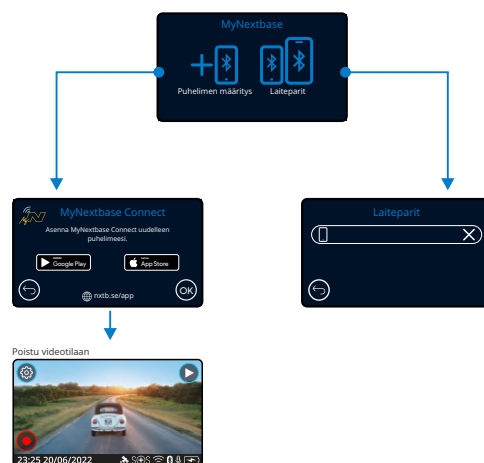 MyNextbase
Puhelimen määritys
Laiteparit
MyNextbase Connect
Asenna MyNextbase Connect uudelleen
puhelimeesi.
Google Play
App Store
nxtb.se/app
OK
Laiteparit
Poistu videotilaan
23:25 20/06/2022
SOS